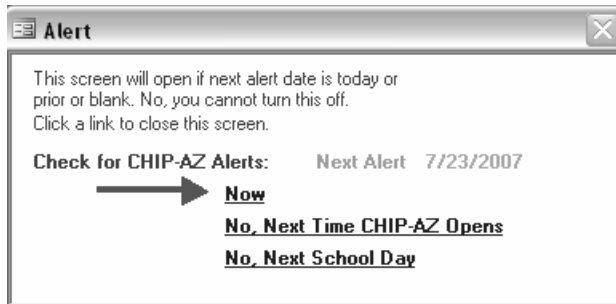 Alert
This screen will open if next alert date is today or
prior or blank. No, you cannot turn this off.
Click a link to close this screen.
Check for CHIP-AZ Alerts: Next Alert 7/23/2007
Now
No, Next Time CHIP-AZ Opens
No, Next School Day